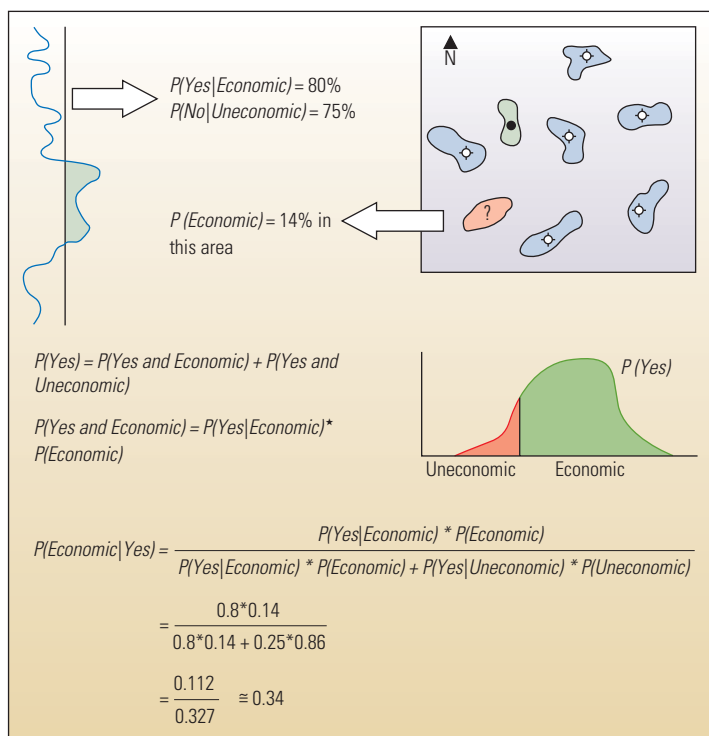 P(Yes|Economic) = 80%
P(No|Uneconomic) = 75%
N
P (Economic) = 14% in
this area
?
P(Yes) = P(Yes and Economic) + P(Yes and
Uneconomic)
P(Yes and Economic) = P(Yes|Economic)*
P(Economic)
P (Yes)
Uneconomic Economic
P(Economic|Yes) = P(Yes|Economic) * P(Economic)
P(Yes|Economic) * P(Economic) + P(Yes|Uneconomic) * P(Uneconomic)
= 0.8*0.14
0.8*0.14 + 0.25*0.86
= 0.112 ≅ 0.34
0.327